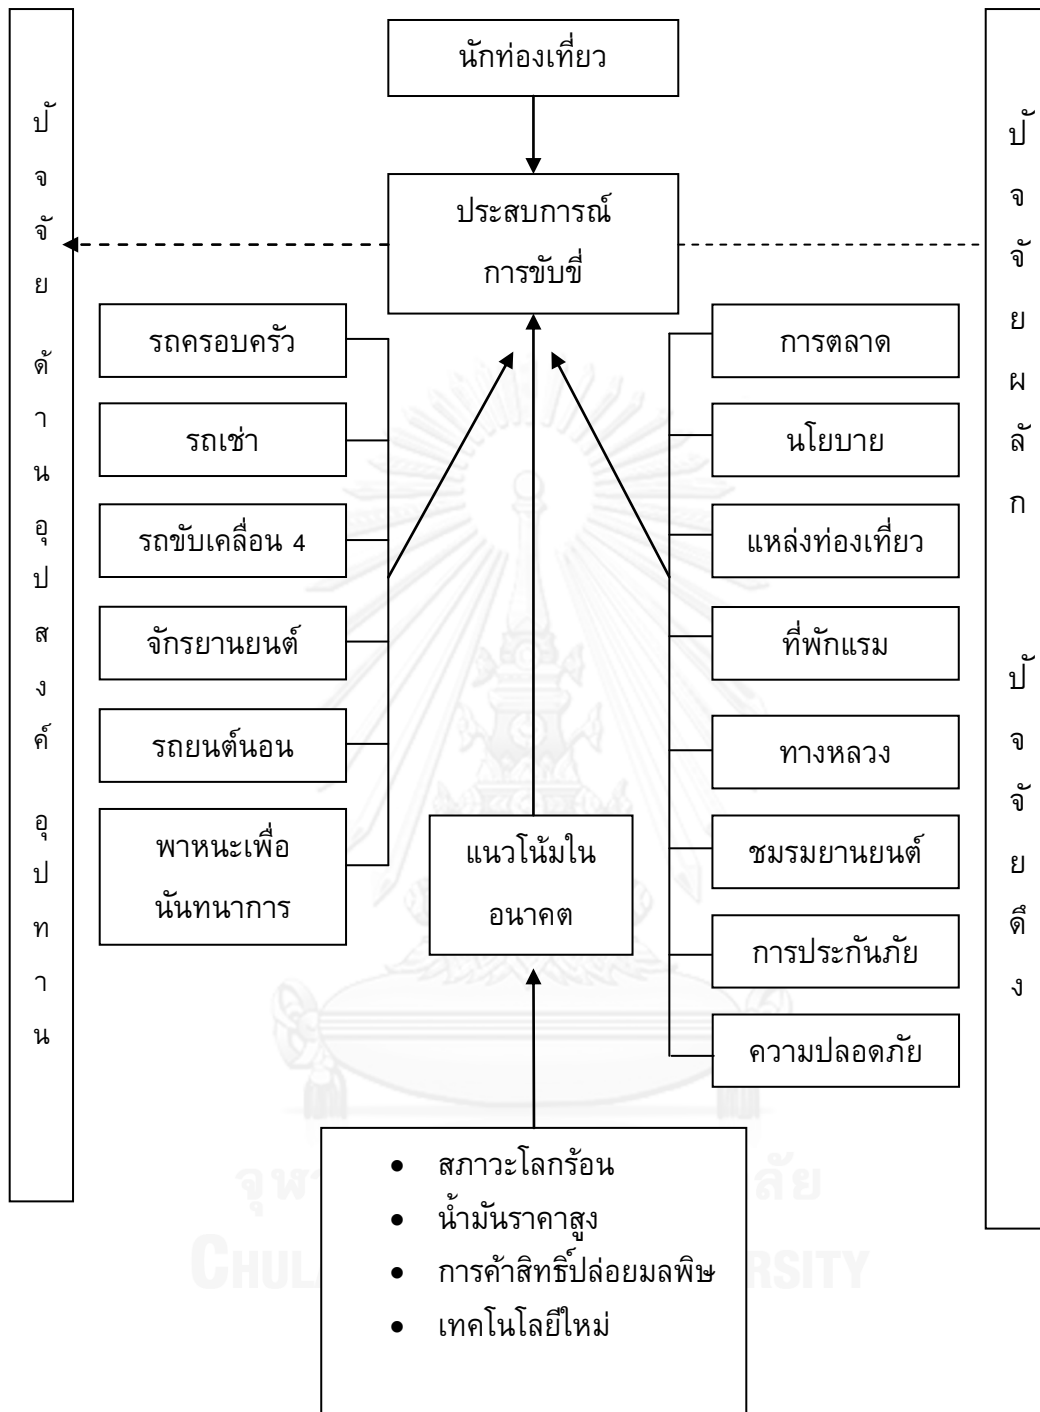 นักท่องเที่ยว
ประสบการณ์
การขับขี่
ปัจจัยด้านอุปสงค์ อุปทาน
รถครอบครัว
รถเช่า
รถขับเคลื่อน 4
จักรยานยนต์
รถยนต์นอน
พาหนะเพื่อ
นันทนาการ
แนวโน้มใน
อนาคต
การตลาด
นโยบาย
แหล่งท่องเที่ยว
ที่พักแรม
ทางหลวง
ชมรมยานยนต์
การประกันภัย
ความปลอดภัย
ปัจจัยผลัก ปัจจัยดึง
• สภาวะโลกร้อน
• น้ำมันราคาสูง
• การค้าสิทธิ์ปล่อยมลพิษ
• เทคโนโลยีใหม่